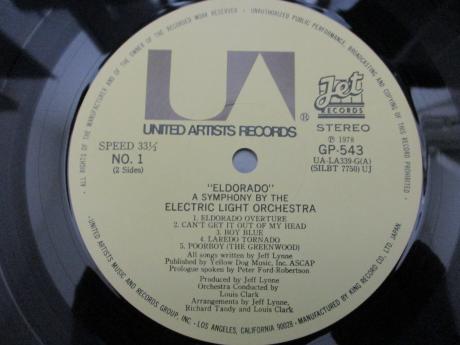 ALL RIGHTS OF THE MANUFACTURER AND OF THE OWNER OF THE RECORDED WORK RESERVED • UNAUTHORIZED PUBLIC PERFORMANCE, BROADCASTING AND COPYING OF THIS RECORD PROHIBITED •
UA
®
UNITED ARTISTS RECORDS
Jet
RECORDS
STEREO
SPEED 33⅓
NO. 1
(2 Sides)
℗ 1978
GP-543
UA-LA339-G(A)
(SILBT 7750) UJ
"ELDORADO"
A SYMPHONY BY THE
ELECTRIC LIGHT ORCHESTRA
1. ELDORADO OVERTURE
2. CAN'T GET IT OUT OF MY HEAD
3. BOY BLUE
4. LAREDO TORNADO
5. POORBOY (THE GREENWOOD)
All songs written by Jeff Lynne
Published by Yellow Dog Music, Inc. ASCAP
Prologue spoken by Peter Ford-Robertson
Produced by Jeff Lynne
Orchestra Conducted by
Louis Clark
Arrangements by Jeff Lynne,
Richard Tandy and Louis Clark
• UNITED ARTISTS MUSIC AND RECORDS GROUP, INC. • LOS ANGELES, CALIFORNIA 90028 • MANUFACTURED BY KING RECORD CO. LTD, JAPAN